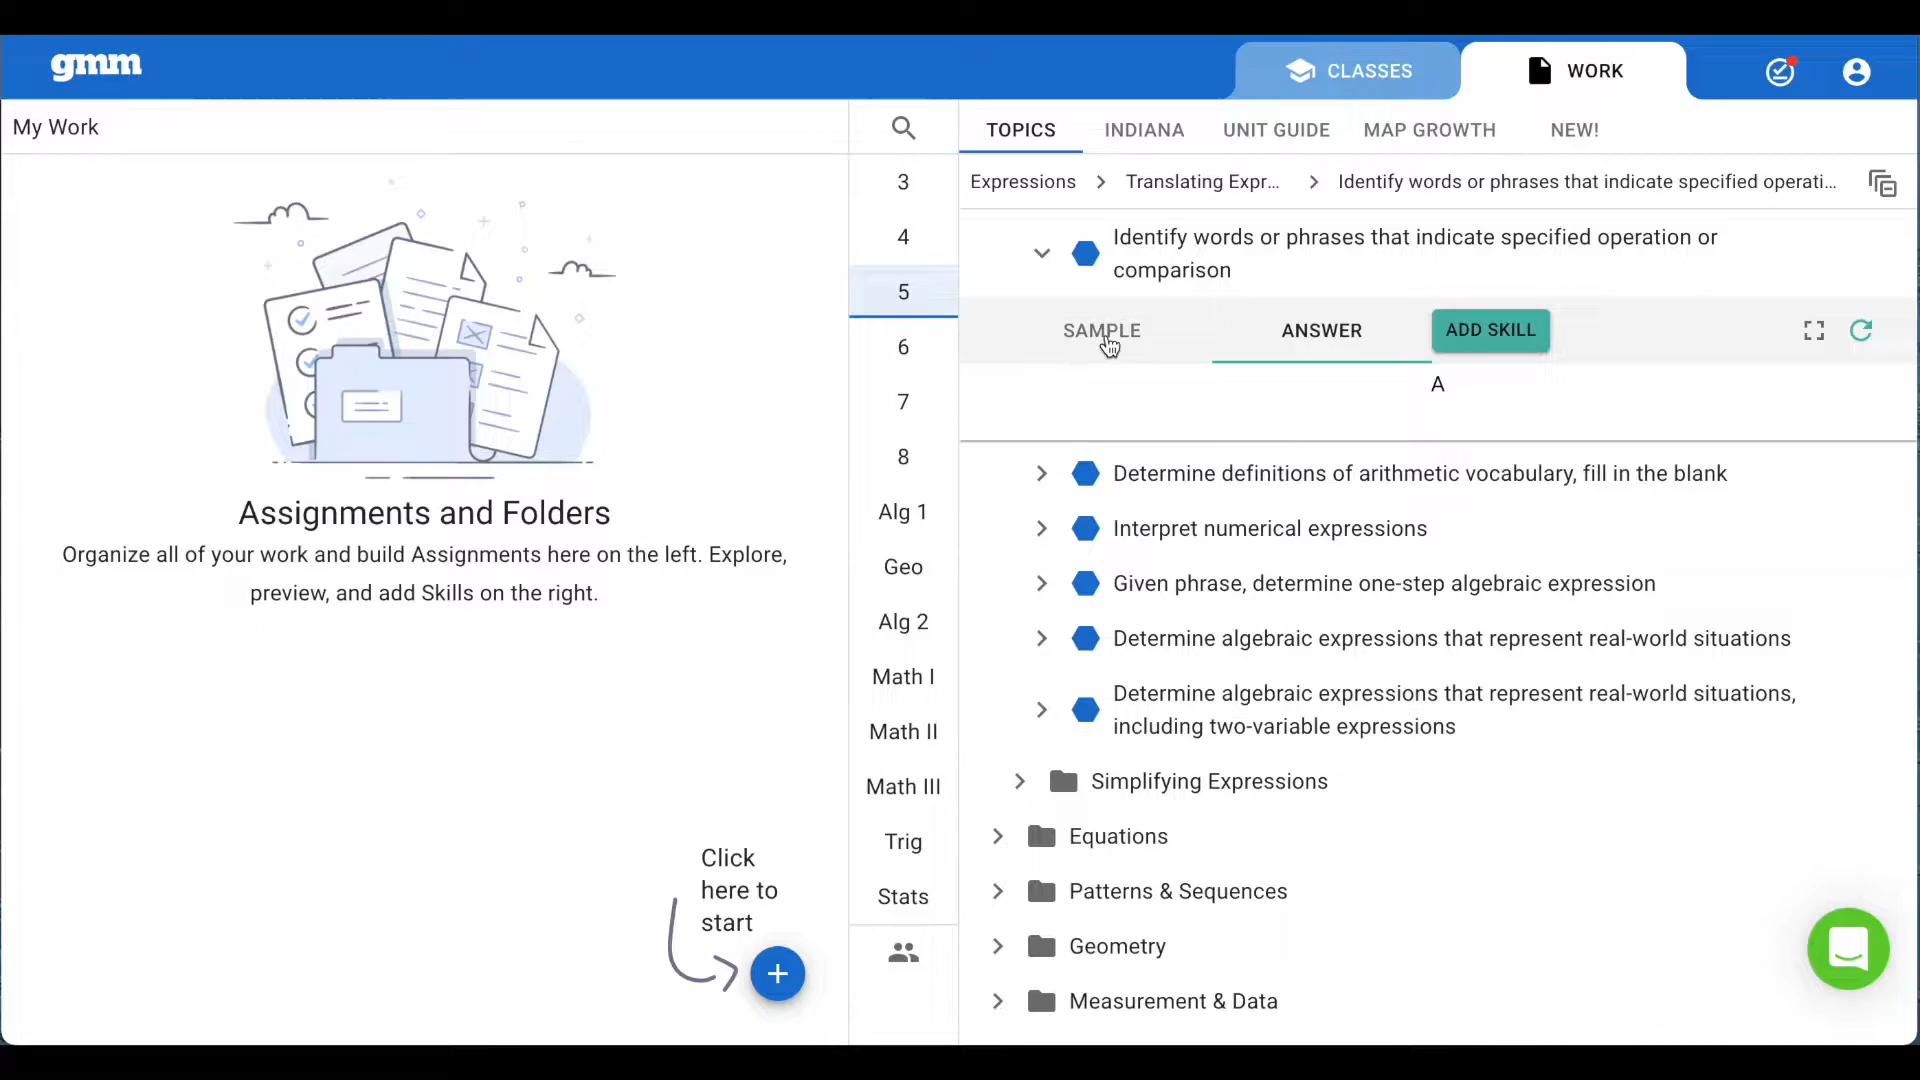 gmm
CLASSES
WORK
My Work
TOPICS
INDIANA
UNIT GUIDE
MAP GROWTH
NEW!
Expressions
Translating Expr...
Identify words or phrases that indicate specified operati...
3
4
5
6
7
8
Alg 1
Geo
Alg 2
Math I
Math II
Math III
Trig
Stats
Identify words or phrases that indicate specified operation or
comparison
SAMPLE
ANSWER
ADD SKILL
A
Determine definitions of arithmetic vocabulary, fill in the blank
Interpret numerical expressions
Given phrase, determine one-step algebraic expression
Determine algebraic expressions that represent real-world situations
Determine algebraic expressions that represent real-world situations,
including two-variable expressions
Simplifying Expressions
Equations
Patterns & Sequences
Geometry
Measurement & Data
Assignments and Folders
Organize all of your work and build Assignments here on the left. Explore,
preview, and add Skills on the right.
Click
here to
start